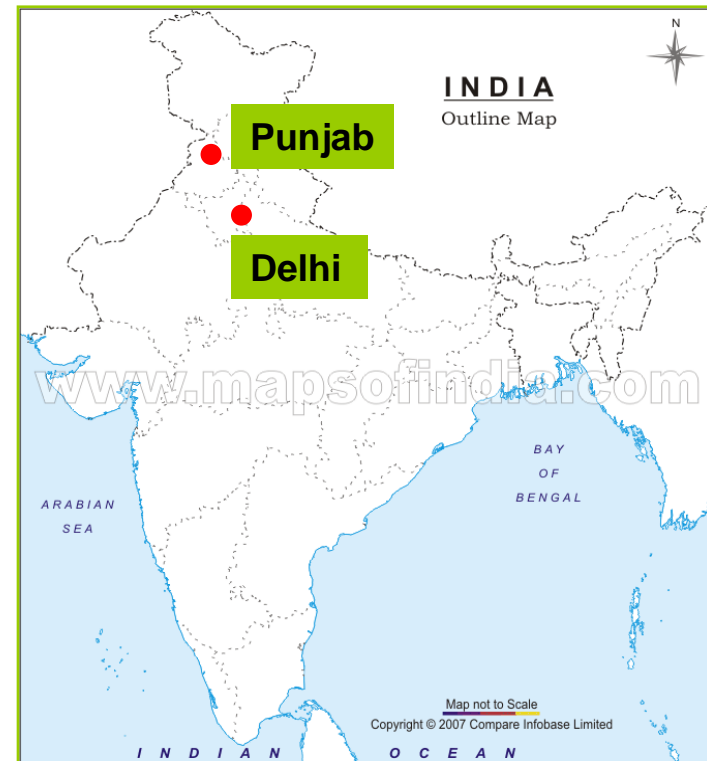 N
INDIA
Outline Map
Punjab
Delhi
www.mapsofindia.com
BAY
OF
BENGAL
ARABIAN
SEA
Map not to Scale
Copyright © 2007 Compare Infobase Limited
INDIAN OCEAN